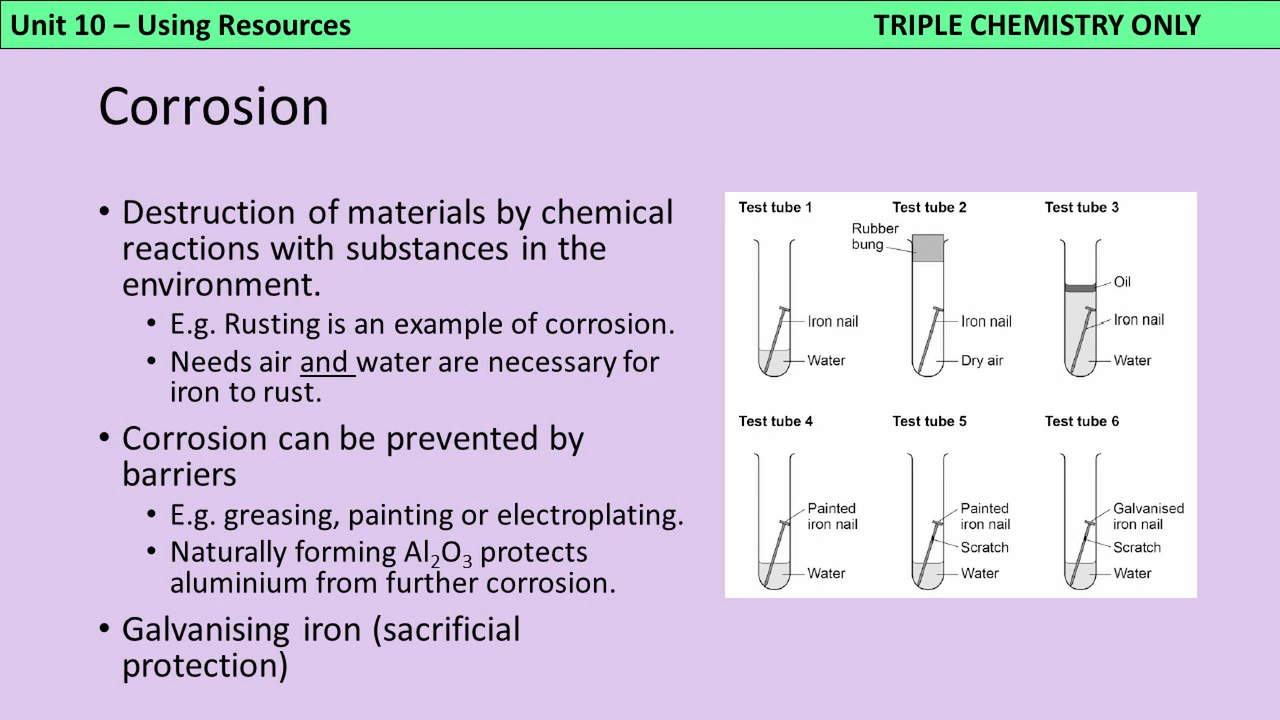 Unit 10 – Using Resources
TRIPLE CHEMISTRY ONLY
Corrosion
• Destruction of materials by chemical
reactions with substances in the
environment.
• E.g. Rusting is an example of corrosion.
• Needs air and water are necessary for
iron to rust.
• Corrosion can be prevented by
barriers
• E.g. greasing, painting or electroplating.
• Naturally forming Al₂O₃ protects
aluminium from further corrosion.
• Galvanising iron (sacrificial
protection)
Test tube 1
Iron nail
Water
Test tube 2
Rubber
bung
Iron nail
Dry air
Test tube 3
Oil
Iron nail
Water
Test tube 4
Painted
iron nail
Water
Test tube 5
Painted
iron nail
Scratch
Water
Test tube 6
Galvanised
iron nail
Scratch
Water